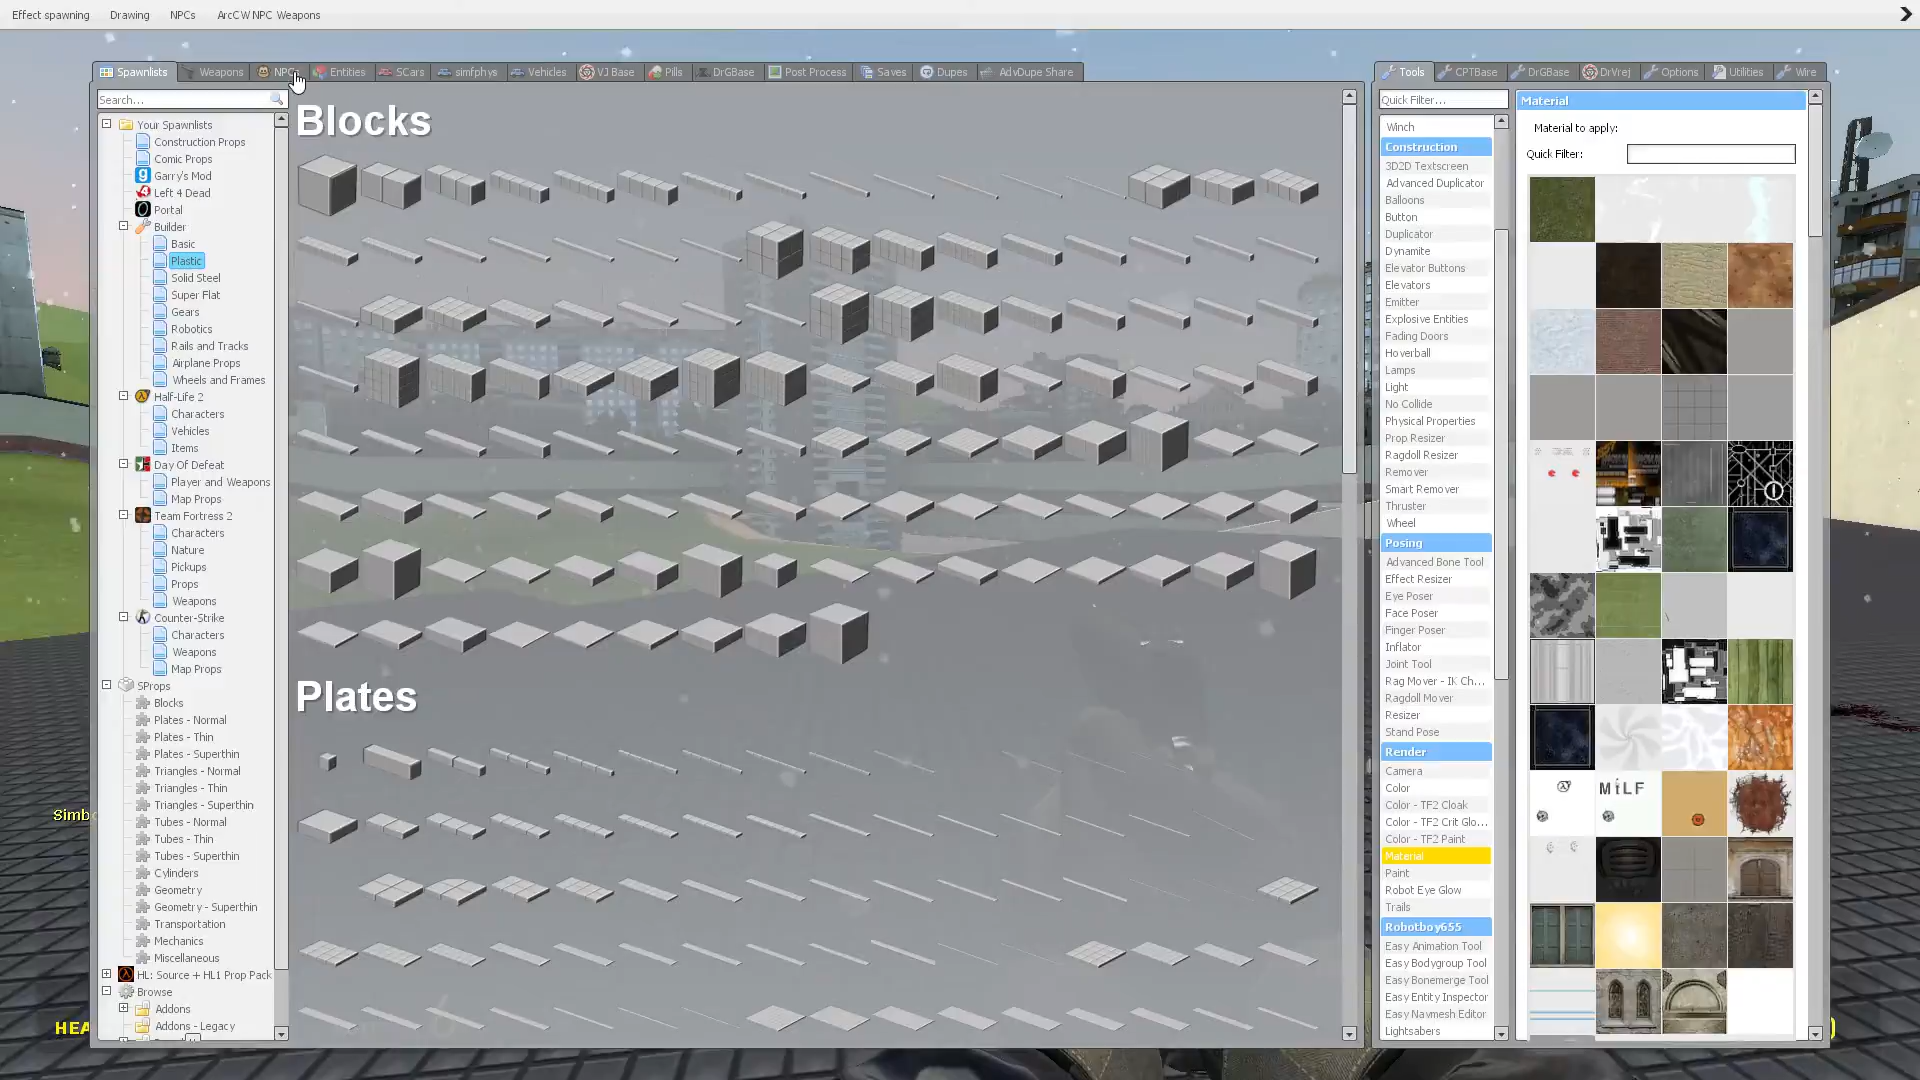 Effect spawning Drawing NPCs ArcCW NPC Weapons
Spawnlists Weapons NPCs Entities SCars simfphys Vehicles VJ Base Pills DrGBase Post Process Saves Dupes AdvDupe Share
Search...
Your Spawnlists
Construction Props
Comic Props
Garry's Mod
Left 4 Dead
Portal
Builder
Basic
Plastic
Solid Steel
Super Flat
Gears
Robotics
Rails and Tracks
Airplane Props
Wheels and Frames
Half-Life 2
Characters
Vehicles
Items
Day Of Defeat
Player and Weapons
Map Props
Team Fortress 2
Characters
Nature
Pickups
Props
Weapons
Counter-Strike
Characters
Weapons
Map Props
SProps
Blocks
Plates - Normal
Plates - Thin
Plates - Superthin
Triangles - Normal
Triangles - Thin
Triangles - Superthin
Tubes - Normal
Tubes - Thin
Tubes - Superthin
Cylinders
Geometry
Geometry - Superthin
Transportation
Mechanics
Miscellaneous
HL: Source + HL1 Prop Pack
Browse
Addons
Addons - Legacy
Simb
HEA
Blocks
Plates
Tools CPTBase DrGBase DrVrej Options Utilities Wire
Quick Filter...
Winch
Construction
3D2D Textscreen
Advanced Duplicator
Balloons
Button
Duplicator
Dynamite
Elevator Buttons
Elevators
Emitter
Explosive Entities
Fading Doors
Hoverball
Lamps
Light
No Collide
Physical Properties
Prop Resizer
Ragdoll Resizer
Remover
Smart Remover
Thruster
Wheel
Posing
Advanced Bone Tool
Effect Resizer
Eye Poser
Face Poser
Finger Poser
Inflator
Joint Tool
Rag Mover - IK Ch...
Ragdoll Mover
Resizer
Stand Pose
Render
Camera
Color
Color - TF2 Cloak
Color - TF2 Crit Glo...
Color - TF2 Paint
Material
Paint
Robot Eye Glow
Trails
Robotboy655
Easy Animation Tool
Easy Bodygroup Tool
Easy Bonemerge Tool
Easy Entity Inspector
Easy Navmesh Editor
Lightsabers
Material
Material to apply:
Quick Filter:
MILF